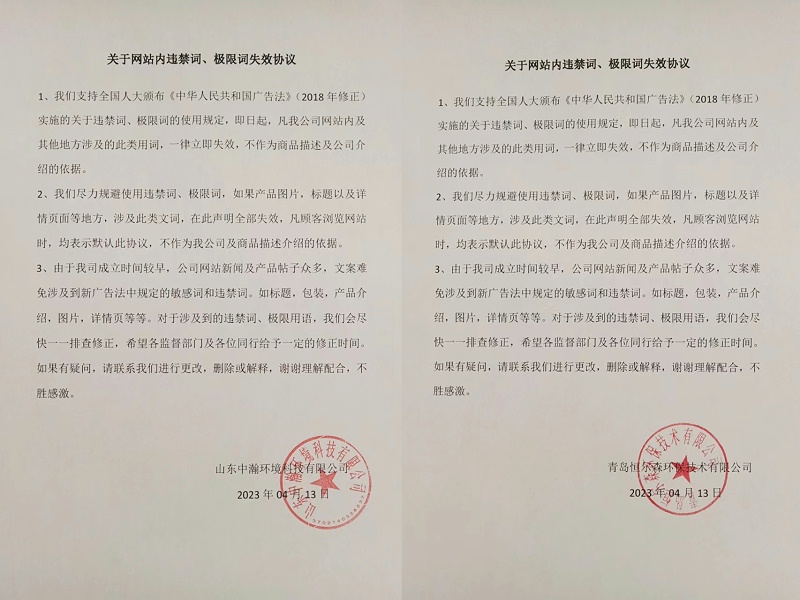 关于网站内违禁词、极限词失效协议
1、我们支持全国人大颁布《中华人民共和国广告法》（2018 年修正）
实施的关于违禁词、极限词的使用规定，即日起，凡我公司网站内及
其他地方涉及的此类用词，一律立即失效，不作为商品描述及公司介
绍的依据。
2、我们尽力规避使用违禁词、极限词，如果产品图片，标题以及详
情页面等地方，涉及此类文词，在此声明全部失效，凡顾客浏览网站
时，均表示默认此协议，不作为我公司及商品描述介绍的依据。
3、由于我司成立时间较早，公司网站新闻及产品帖子众多，文案难
免涉及到新广告法中规定的敏感词和违禁词。如标题，包装，产品介
绍，图片，详情页等等。对于涉及到的违禁词、极限用语，我们会尽
快一一排查修正，希望各监督部门及各位同行给予一定的修正时间。
如果有疑问，请联系我们进行更改，删除或解释，谢谢理解配合，不
胜感激。
山东中瀚环境科技有限公司
2023 年 04 月 13 日
山东中瀚环境科技有限公司
关于网站内违禁词、极限词失效协议
1、我们支持全国人大颁布《中华人民共和国广告法》（2018 年修正）
实施的关于违禁词、极限词的使用规定，即日起，凡我公司网站内及
其他地方涉及的此类用词，一律立即失效，不作为商品描述及公司介
绍的依据。
2、我们尽力规避使用违禁词、极限词，如果产品图片，标题以及详
情页面等地方，涉及此类文词，在此声明全部失效，凡顾客浏览网站
时，均表示默认此协议，不作为我公司及商品描述介绍的依据。
3、由于我司成立时间较早，公司网站新闻及产品帖子众多，文案难
免涉及到新广告法中规定的敏感词和违禁词。如标题，包装，产品介
绍，图片，详情页等等。对于涉及到的违禁词、极限用语，我们会尽
快一一排查修正，希望各监督部门及各位同行给予一定的修正时间。
如果有疑问，请联系我们进行更改，删除或解释，谢谢理解配合，不
胜感激。
青岛恒尔森环保技术有限公司
2023 年 04 月 13 日
青岛恒尔森环保技术有限公司